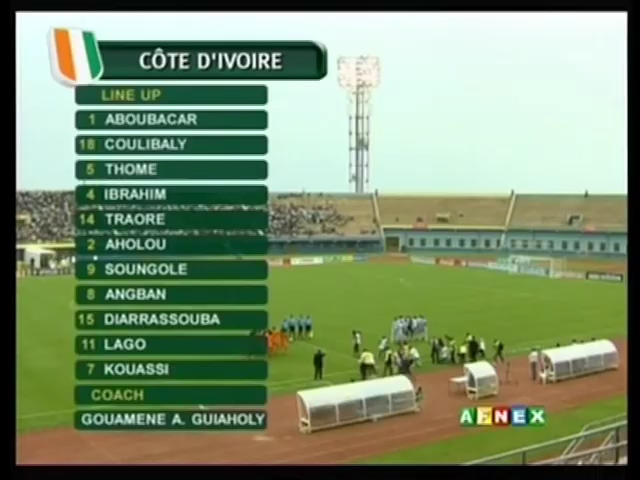 CÔTE D'IVOIRE
LINE UP
1 ABOUBACAR
18 COULIBALY
5 THOME
4 IBRAHIM
14 TRAORE
2 AHOLOU
9 SOUNGOLE
8 ANGBAN
15 DIARRASSOUBA
11 LAGO
7 KOUASSI
COACH
GOUAMENE A. GUIAHOLY
AFNEX